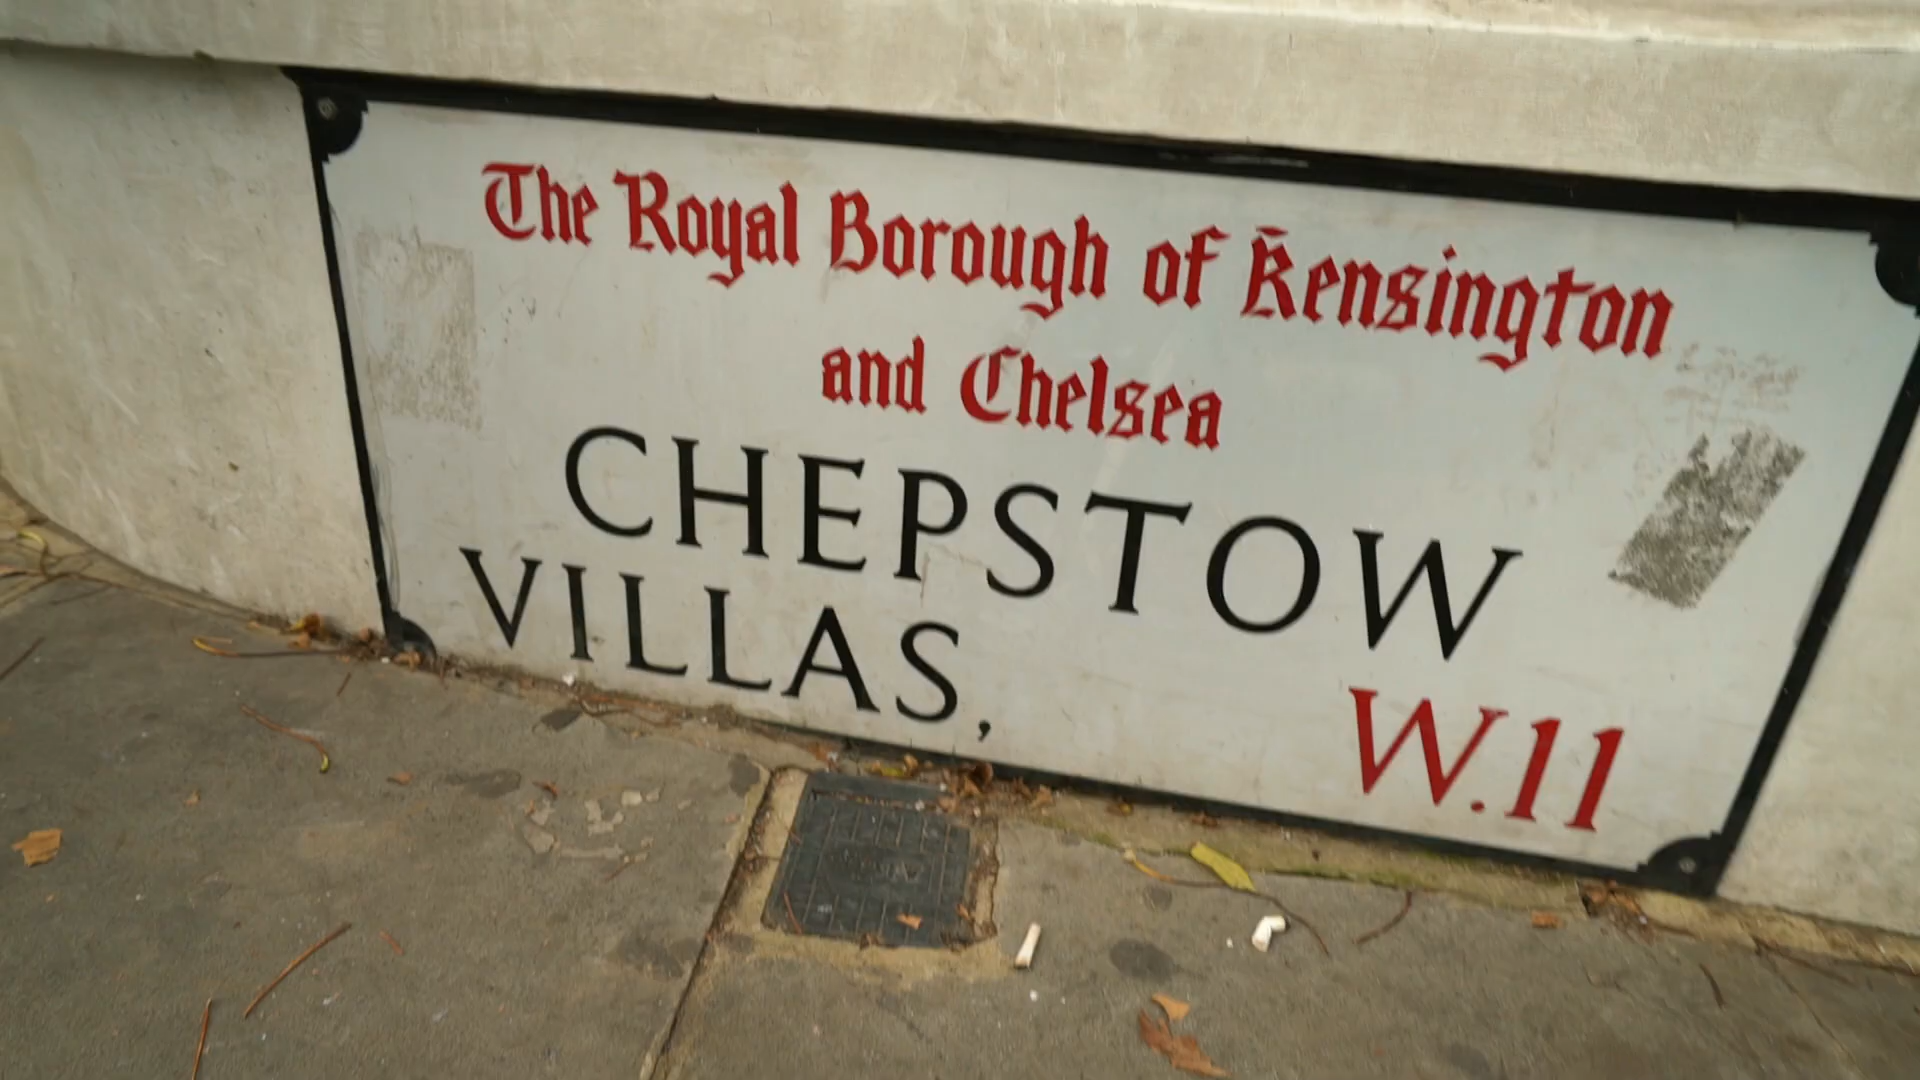 The Royal Borough of Kensington
and Chelsea
CHEPSTOW
VILLAS,
W.11